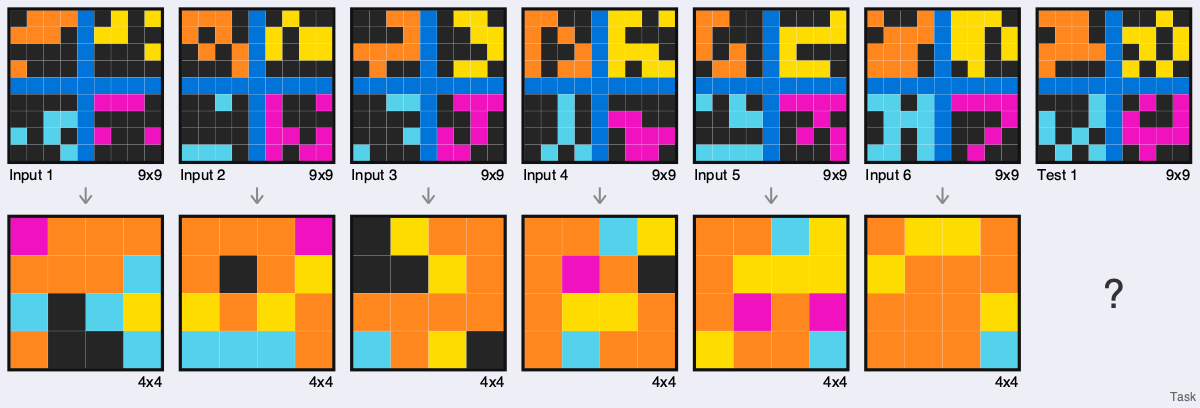 Input 1 9x9
Input 2 9x9
Input 3 9x9
Input 4 9x9
Input 5 9x9
Input 6 9x9
Test 1 9x9
?
4x4
4x4
4x4
4x4
4x4
4x4
Task